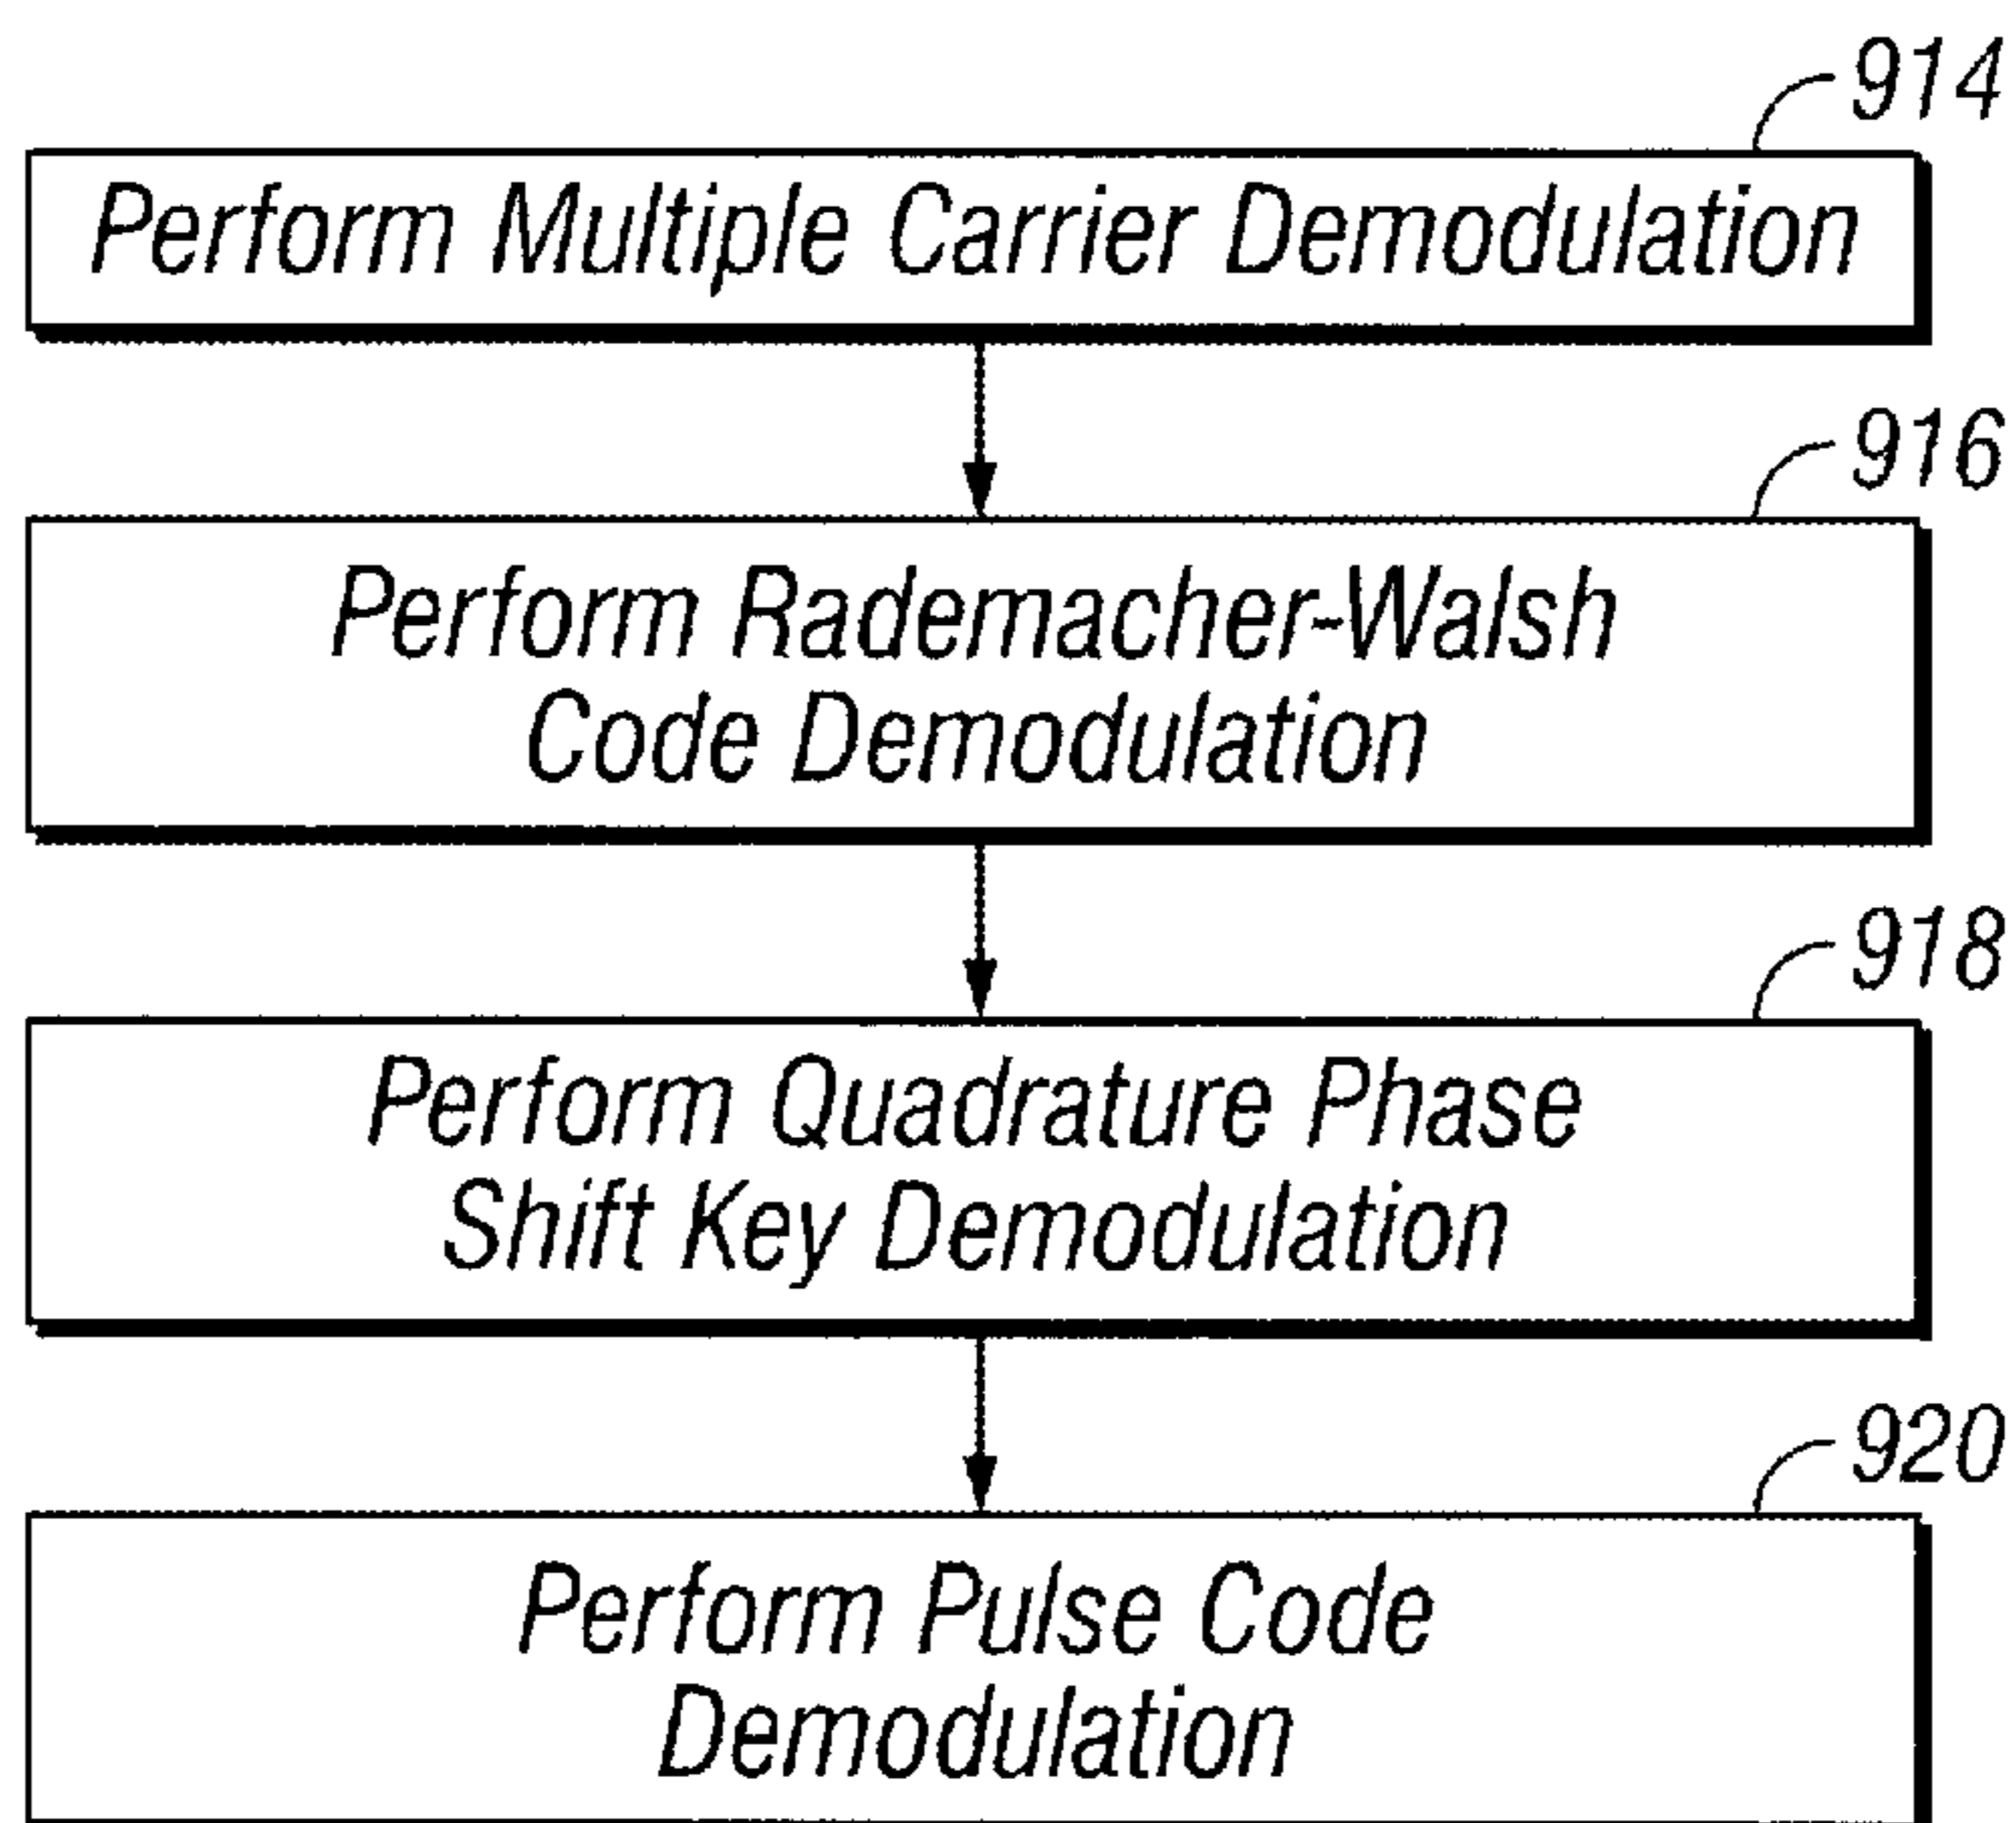 914
Perform Multiple Carrier Demodulation
916
Perform Rademacher-Walsh
Code Demodulation
918
Perform Quadrature Phase
Shift Key Demodulation
920
Perform Pulse Code
Demodulation